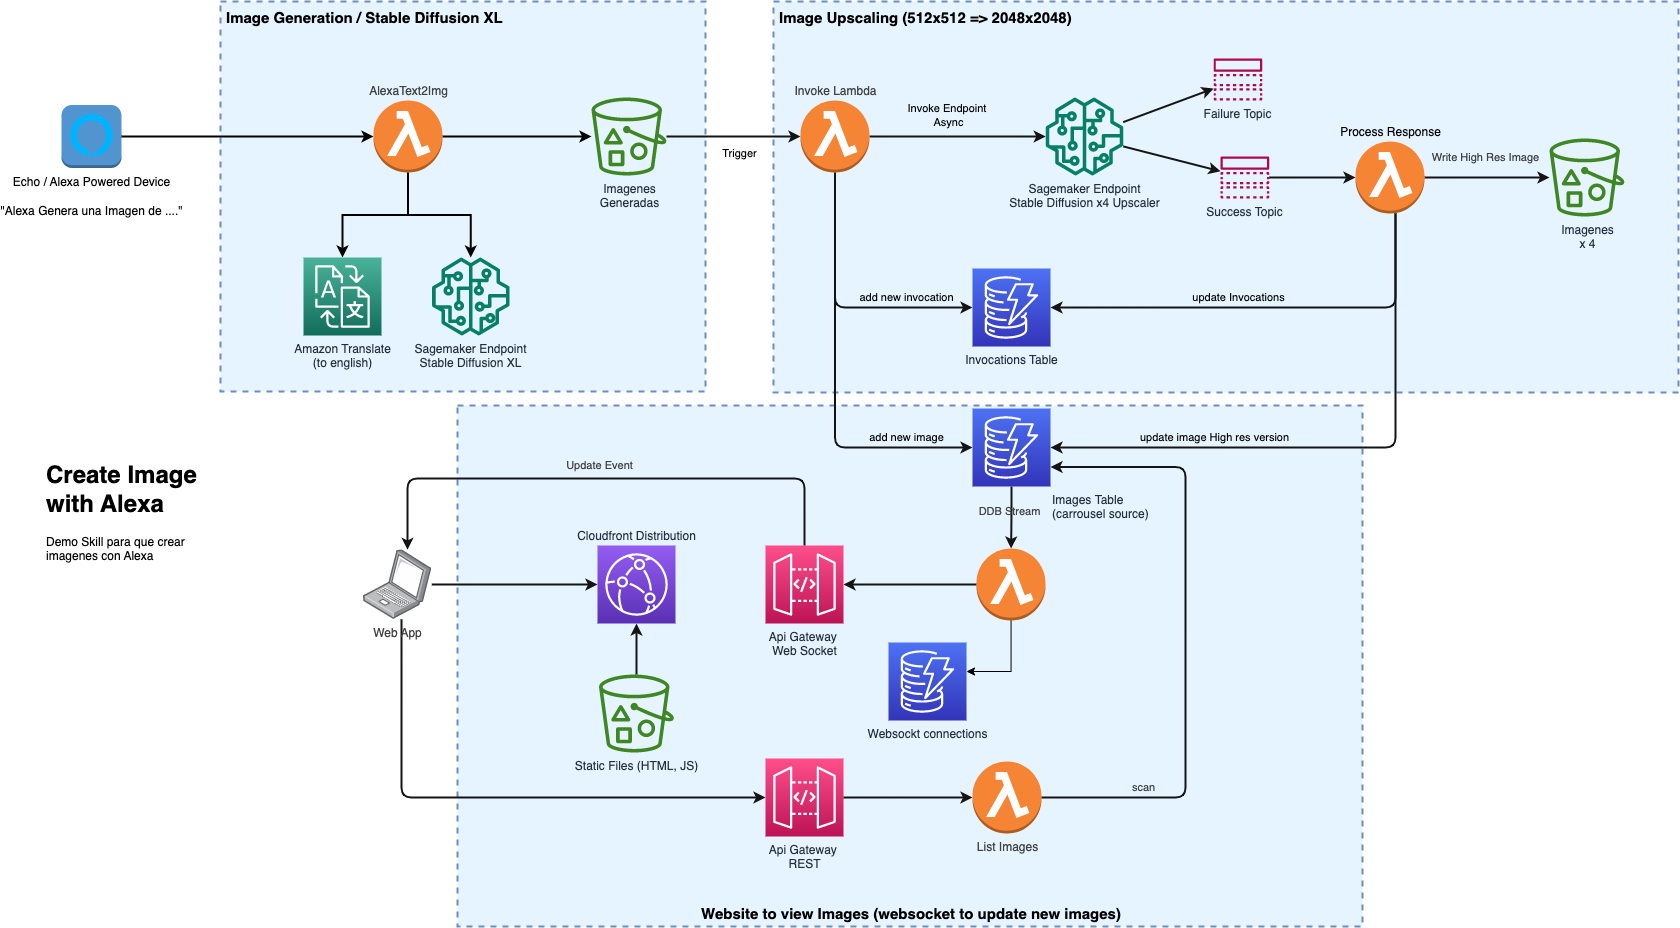 Image Generation / Stable Diffusion XL
Image Upscaling (512x512 => 2048x2048)
AlexaText2Img
Echo / Alexa Powered Device
"Alexa Genera una Imagen de ...."
Imagenes
Generadas
Trigger
Amazon Translate
(to english)
Sagemaker Endpoint
Stable Diffusion XL
Invoke Lambda
Invoke Endpoint
Async
Sagemaker Endpoint
Stable Diffusion x4 Upscaler
Failure Topic
Success Topic
Process Response
Write High Res Image
Imagenes
x 4
add new invocation
Invocations Table
update Invocations
add new image
update image High res version
Images Table
(carrousel source)
DDB Stream
Create Image
with Alexa
Demo Skill para que crear
imagenes con Alexa
Update Event
Cloudfront Distribution
Web App
Static Files (HTML, JS)
Api Gateway
Web Socket
Websockt connections
Api Gateway
REST
List Images
scan
Website to view Images (websocket to update new images)